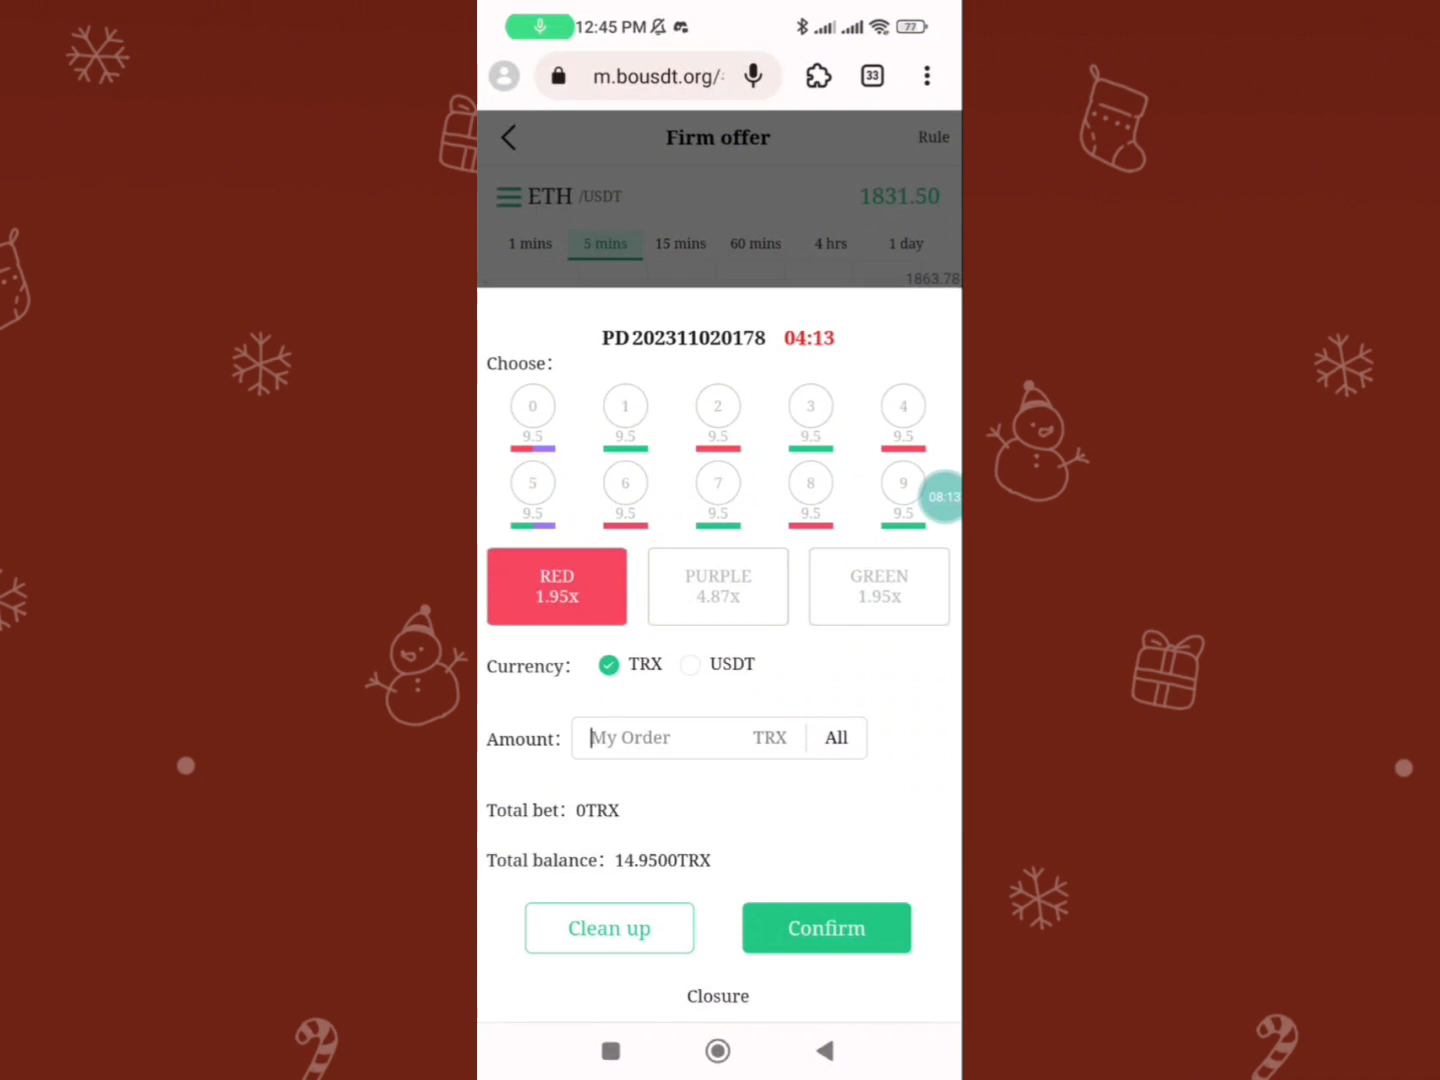 12:45 PM
77
m.bousdt.org/
33
Firm offer
Rule
ETH /USDT
1831.50
1 mins
5 mins
15 mins
60 mins
4 hrs
1 day
1863.78
PD202311020178 04:13
Choose:
0 1 2 3 4
9.5 9.5 9.5 9.5 9.5
5 6 7 8 9
08:13
9.5 9.5 9.5 9.5 9.5
RED PURPLE GREEN
1.95x 4.87x 1.95x
Currency: TRX USDT
Amount: My Order TRX All
Total bet: 0TRX
Total balance: 14.9500TRX
Clean up
Confirm
Closure